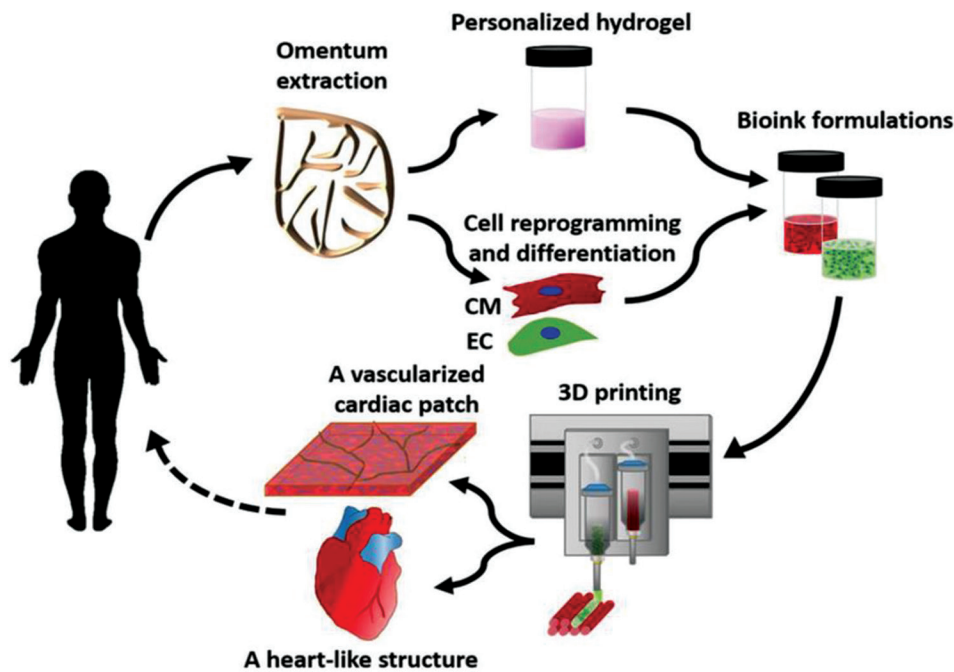 Omentum
extraction
Personalized hydrogel
Bioink formulations
Cell reprogramming
and differentiation
CM
EC
3D printing
A vascularized
cardiac patch
A heart-like structure